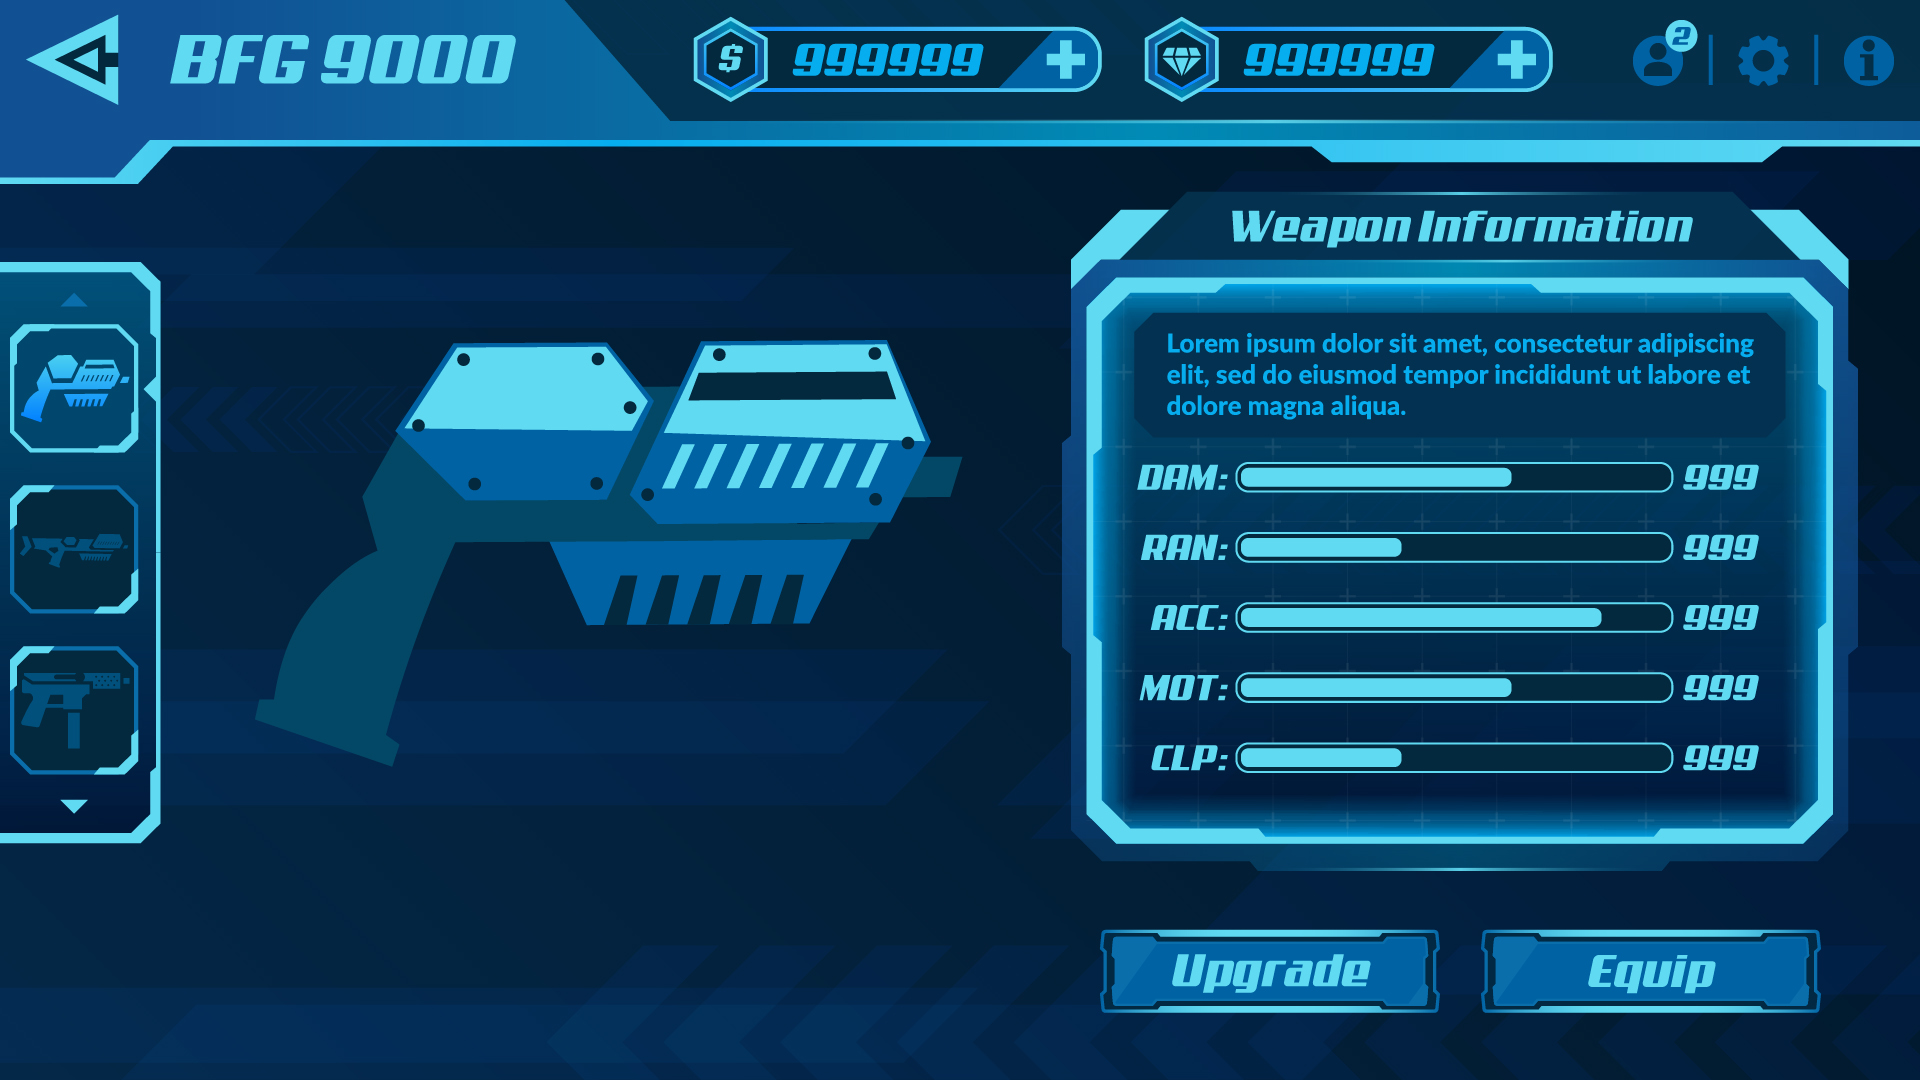 BFG 9000
$ 999999
999999
2
Weapon Information
Lorem ipsum dolor sit amet, consectetur adipiscing
elit, sed do eiusmod tempor incididunt ut labore et
dolore magna aliqua.
DAM: 999
RAN: 999
ACC: 999
MOT: 999
CLP: 999
Upgrade
Equip